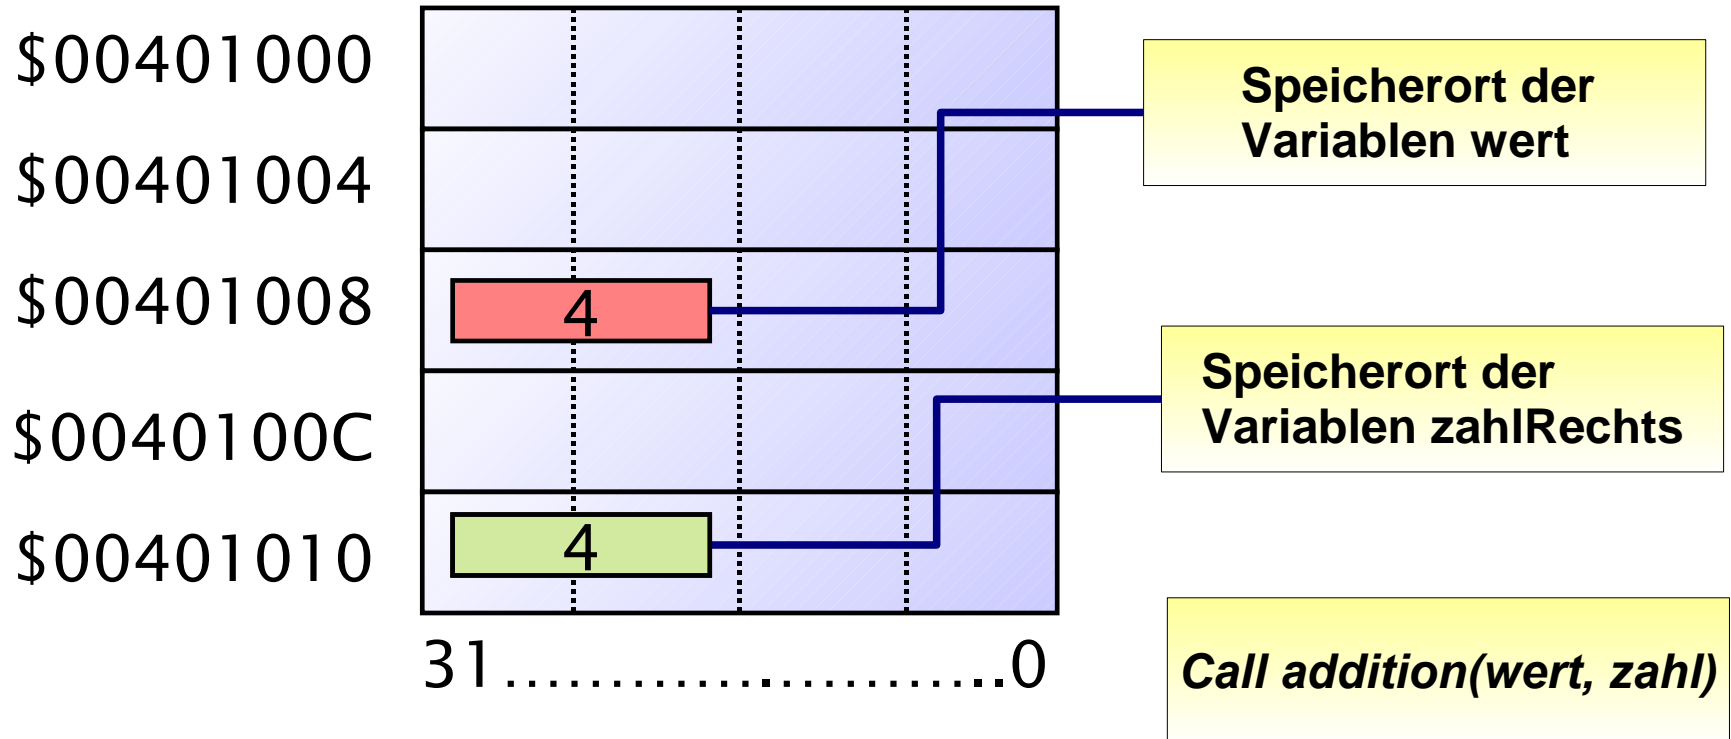 $00401000
$00401004
$00401008
$0040100C
$00401010
4
4
31........................0
Speicherort der
Variablen wert
Speicherort der
Variablen zahlRechts
Call addition(wert, zahl)